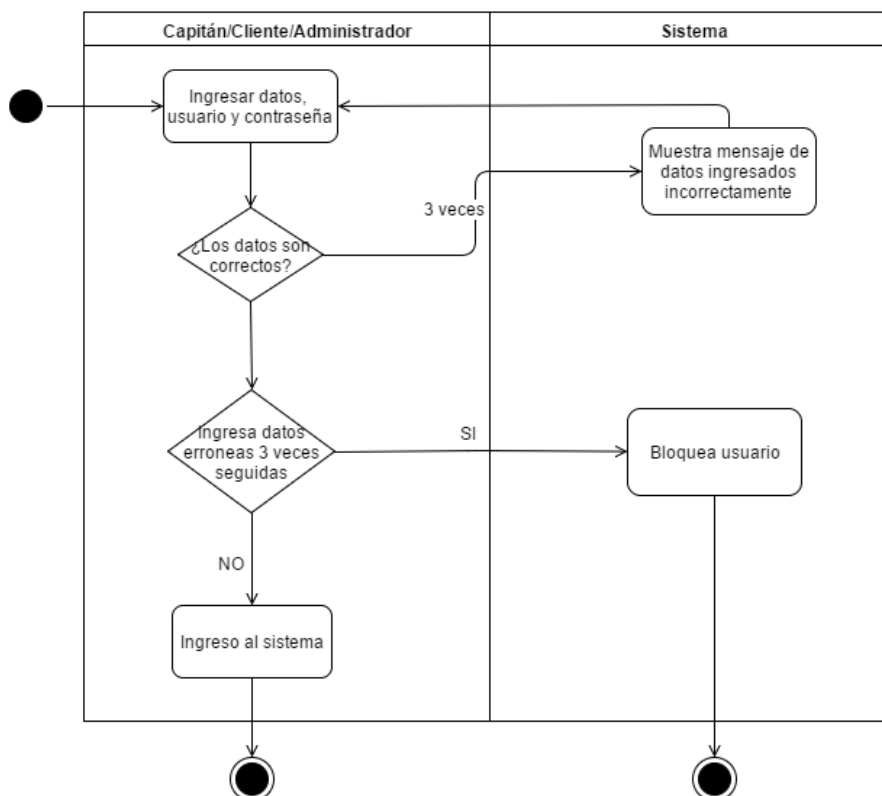 Capitán/Cliente/Administrador
Sistema
Ingresar datos,
usuario y contraseña
Muestra mensaje de
datos ingresados
incorrectamente
3 veces
¿Los datos son
correctos?
Ingresa datos
erroneas 3 veces
seguidas
SI
Bloquea usuario
NO
Ingreso al sistema